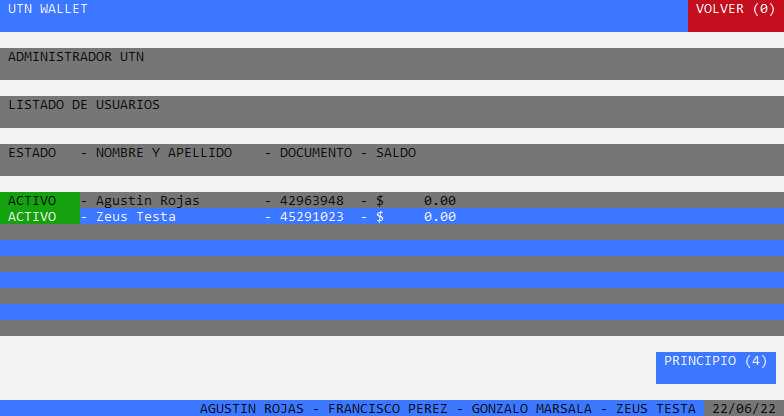 UTN WALLET VOLVER (0)
ADMINISTRADOR UTN
LISTADO DE USUARIOS
ESTADO - NOMBRE Y APELLIDO - DOCUMENTO - SALDO
ACTIVO - Agustin Rojas - 42963948 - $ 0.00
ACTIVO - Zeus Testa - 45291023 - $ 0.00
PRINCIPIO (4)
AGUSTIN ROJAS - FRANCISCO PEREZ - GONZALO MARSALA - ZEUS TESTA 22/06/22